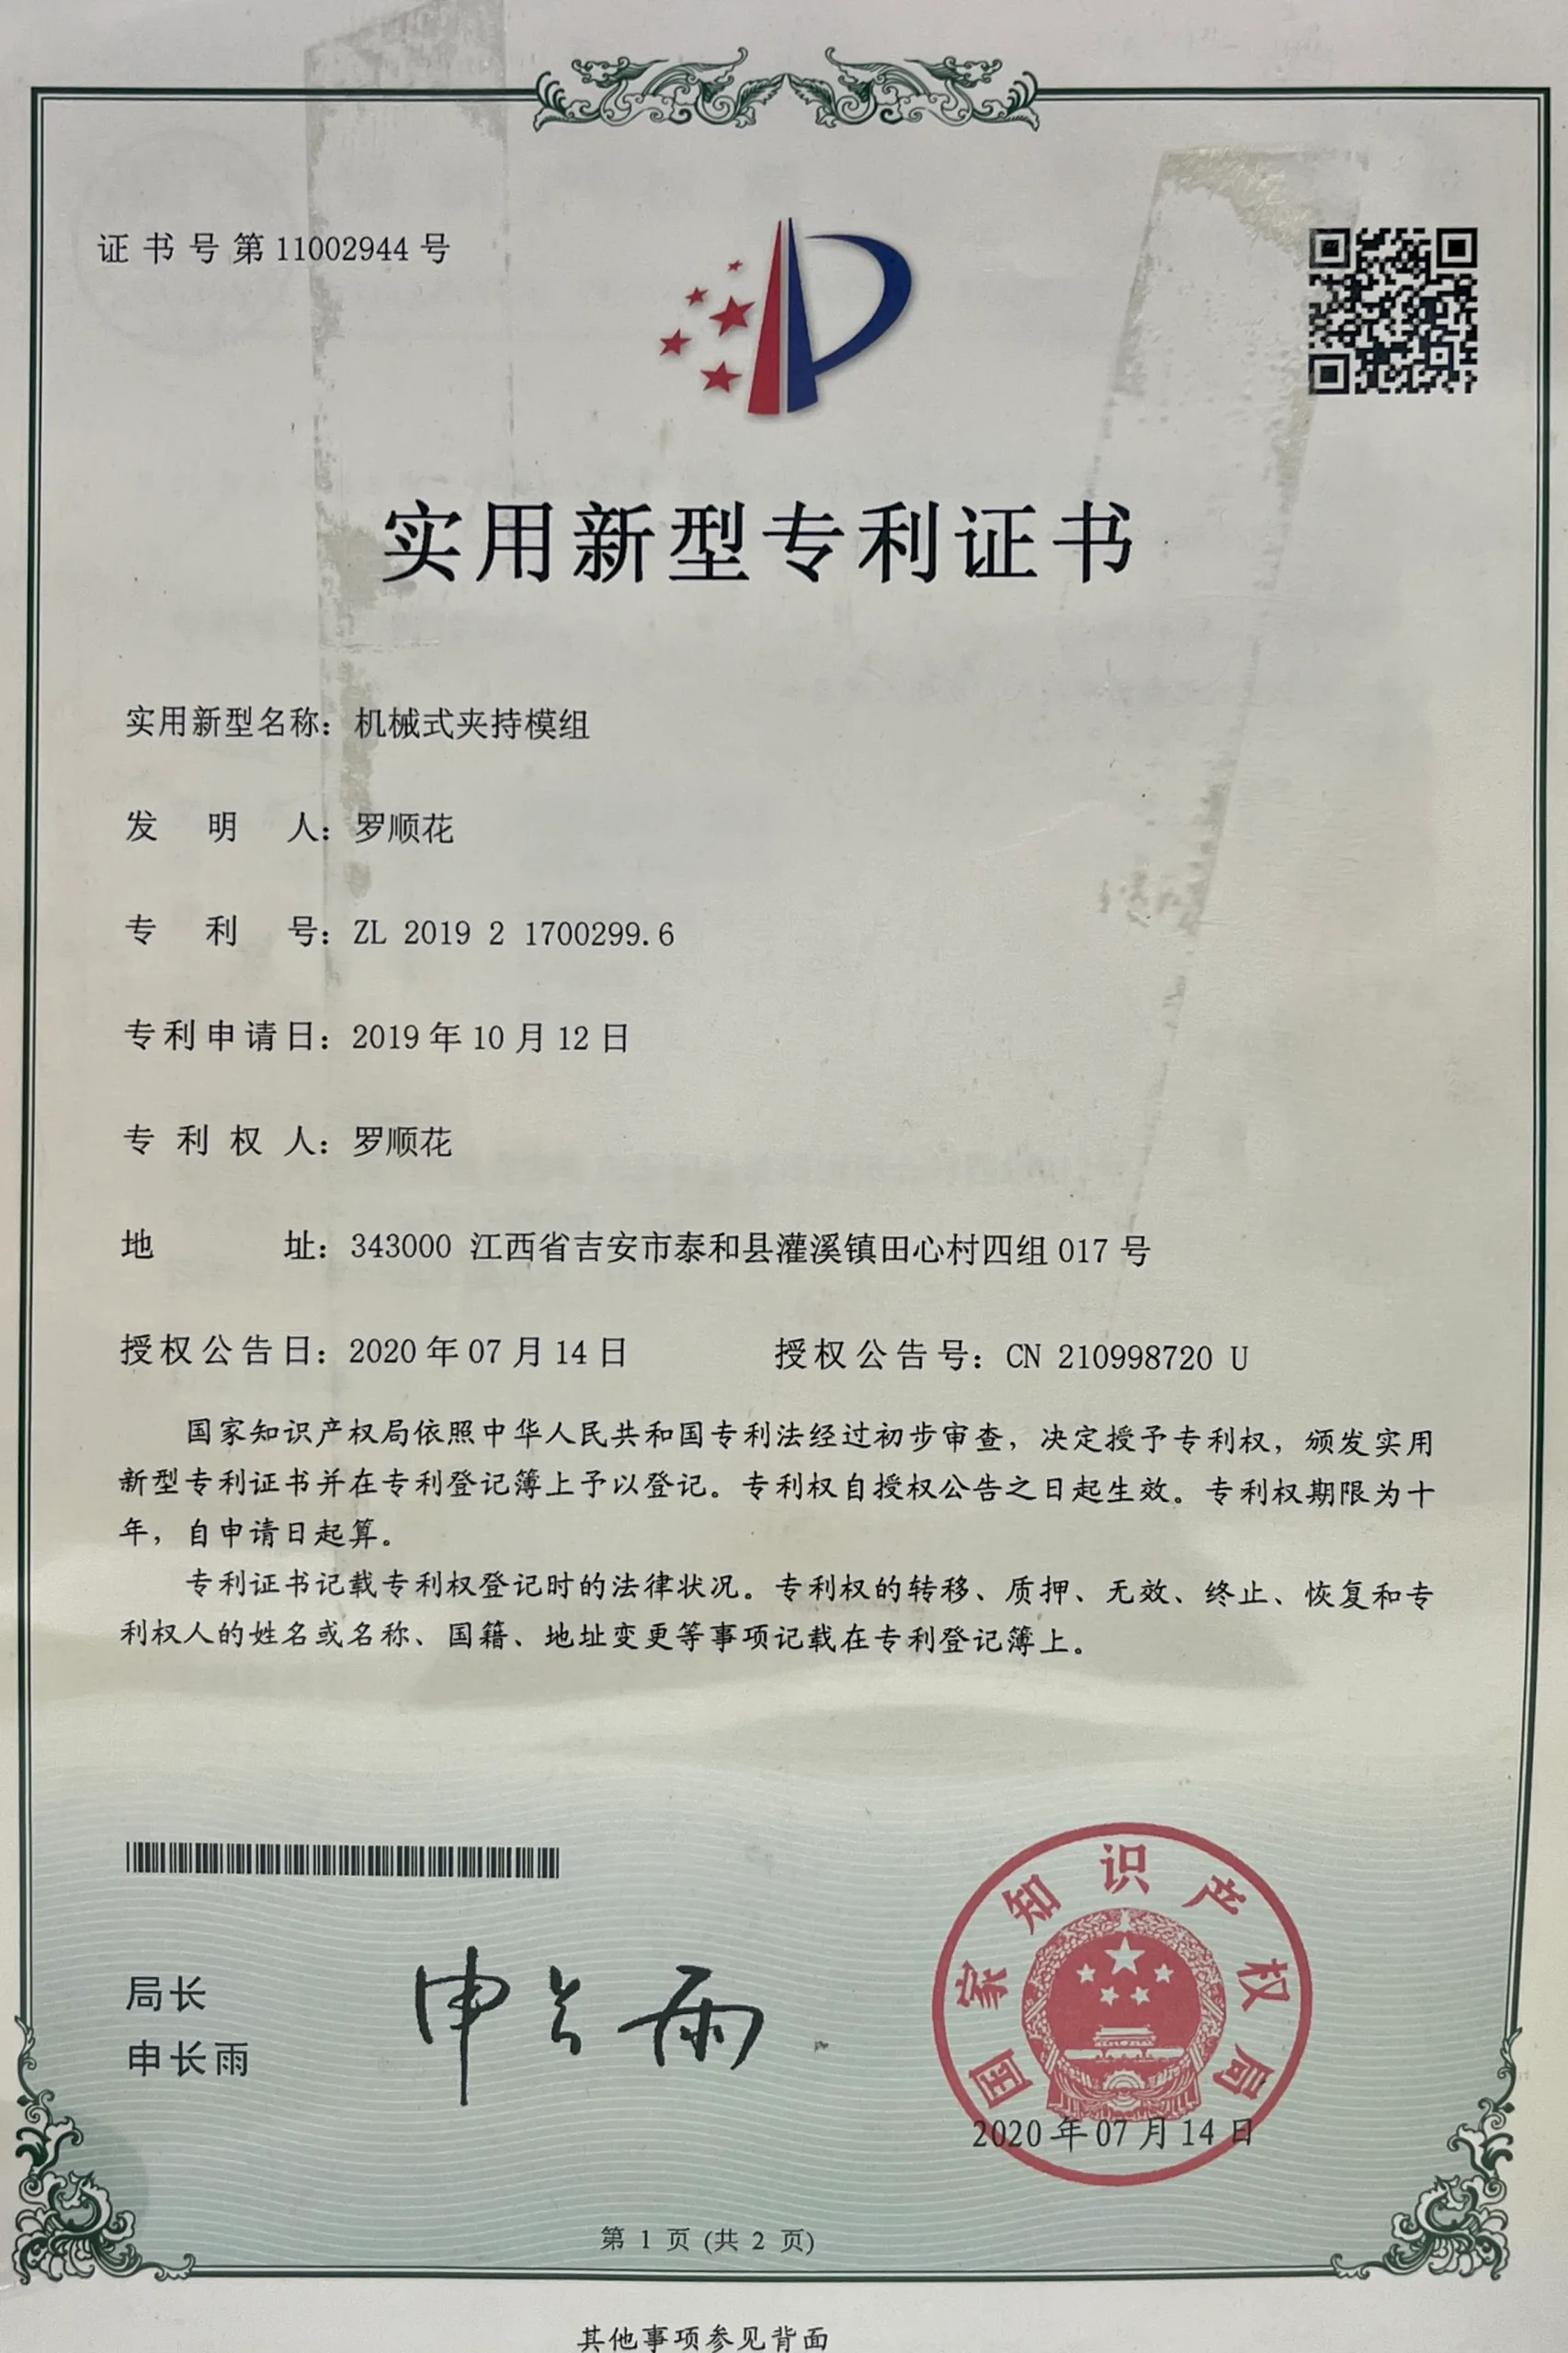 证书号第11002944号
实用新型专利证书
实用新型名称：机械式夹持模组
发明人：罗顺花
专利号：ZL 2019 2 1700299.6
专利申请日：2019年10月12日
专利权人：罗顺花
地址：343000 江西省吉安市泰和县灌溪镇田心村四组017号
授权公告日：2020年07月14日 授权公告号：CN 210998720 U
国家知识产权局依照中华人民共和国专利法经过初步审查，决定授予专利权，颁发实用
新型专利证书并在专利登记簿上予以登记。专利权自授权公告之日起生效。专利权期限为十
年，自申请日起算。
专利证书记载专利权登记时的法律状况。专利权的转移、质押、无效、终止、恢复和专
利权人的姓名或名称、国籍、地址变更等事项记载在专利登记簿上。
局长
申长雨
申长雨
国家知识产权局
2020年07月14日
第 1 页 (共 2 页)
其他事项参见背面